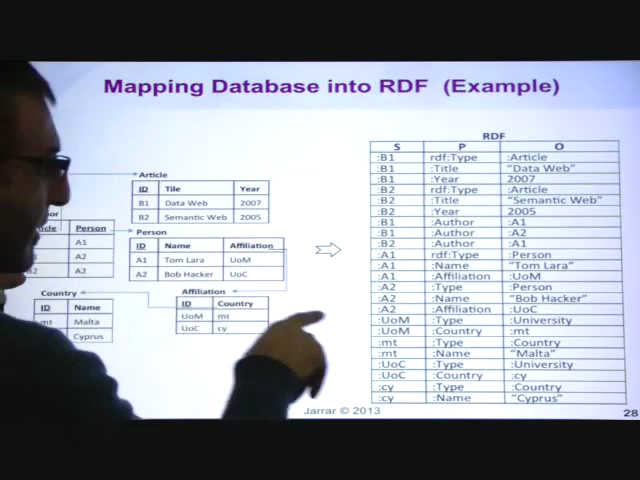 Mapping Database into RDF (Example)
Article
ID Tile Year
B1 Data Web 2007
B2 Semantic Web 2005
Person
A1
A2
A2
Person
ID Name Affiliation
A1 Tom Lara UoM
A2 Bob Hacker UoC
Country
ID Name
mt Malta
Cyprus
Affiliation
ID Country
UoM mt
UoC cy
RDF
S P O
:B1 rdf:Type :Article
:B1 :Title "Data Web"
:B1 :Year 2007
:B2 rdf:Type :Article
:B2 :Title "Semantic Web"
:B2 :Year 2005
:B1 :Author :A1
:B1 :Author :A2
:B2 :Author :A1
:A1 rdf:Type :Person
:A1 :Name "Tom Lara"
:A1 :Affiliation :UoM
:A2 :Type :Person
:A2 :Name "Bob Hacker"
:A2 :Affiliation :UoC
:UoM :Type :University
:UoM :Country :mt
:mt :Type :Country
:mt :Name "Malta"
:UoC :Type :University
:UoC :Country :cy
:cy :Type :Country
:cy :Name "Cyprus"
Jarrar © 2013
28